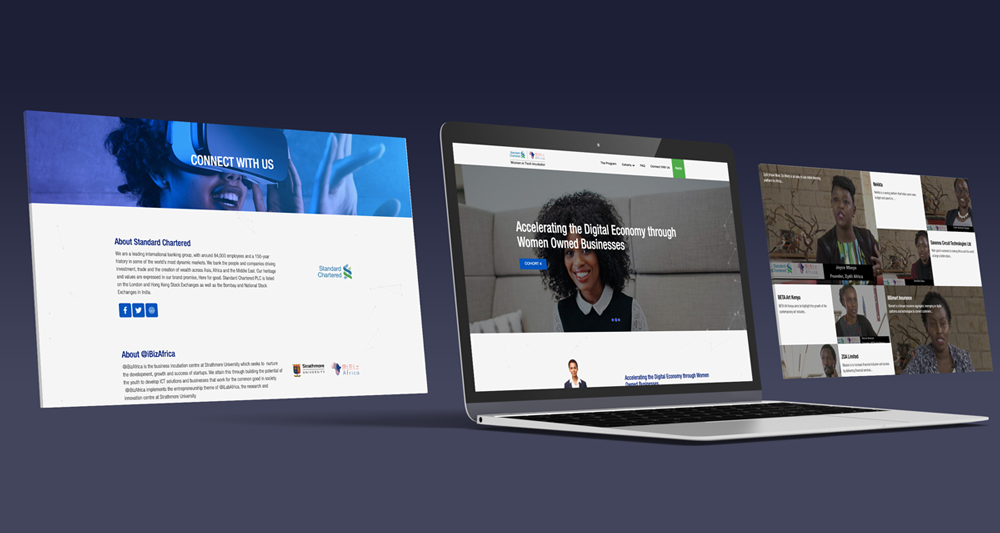 CONNECT WITH US
About Standard Chartered
We are a leading international banking group, with around 84,000 employees and a 150-year
history in some of the world's most dynamic markets. We bank the people and companies driving
investment, trade and the creation of wealth across Asia, Africa and the Middle East. Our heritage
and values are expressed in our brand promise, Here for good. Standard Chartered PLC is listed
on the London and Hong Kong Stock Exchanges as well as the Bombay and National Stock
Exchanges in India.
Standard
Chartered
About @iBizAfrica
@iBizAfrica is the business incubation centre at Strathmore University which seeks to nurture
the development, growth and success of startups. We attain this through building the potential of
the youth to develop ICT solutions and businesses that work for the common good in society.
@iBizAfrica implements the entrepreneurship theme of @iLabAfrica, the research and
innovation centre at Strathmore University
Strathmore
UNIVERSITY
@iBiz
Africa
Standard
Chartered
Women in Tech Incubator
The Program
Cohorts
FAQ
Connect With Us
Accelerating the Digital Economy through
Women Owned Businesses
COHORT 4
Accelerating the Digital Economy through Women
Owned Businesses
Joyce Mbaya
Founder, Zydii Africa
Savanna Circuit Technologies Ltd
BETA Art Kenya
ZOA Limited